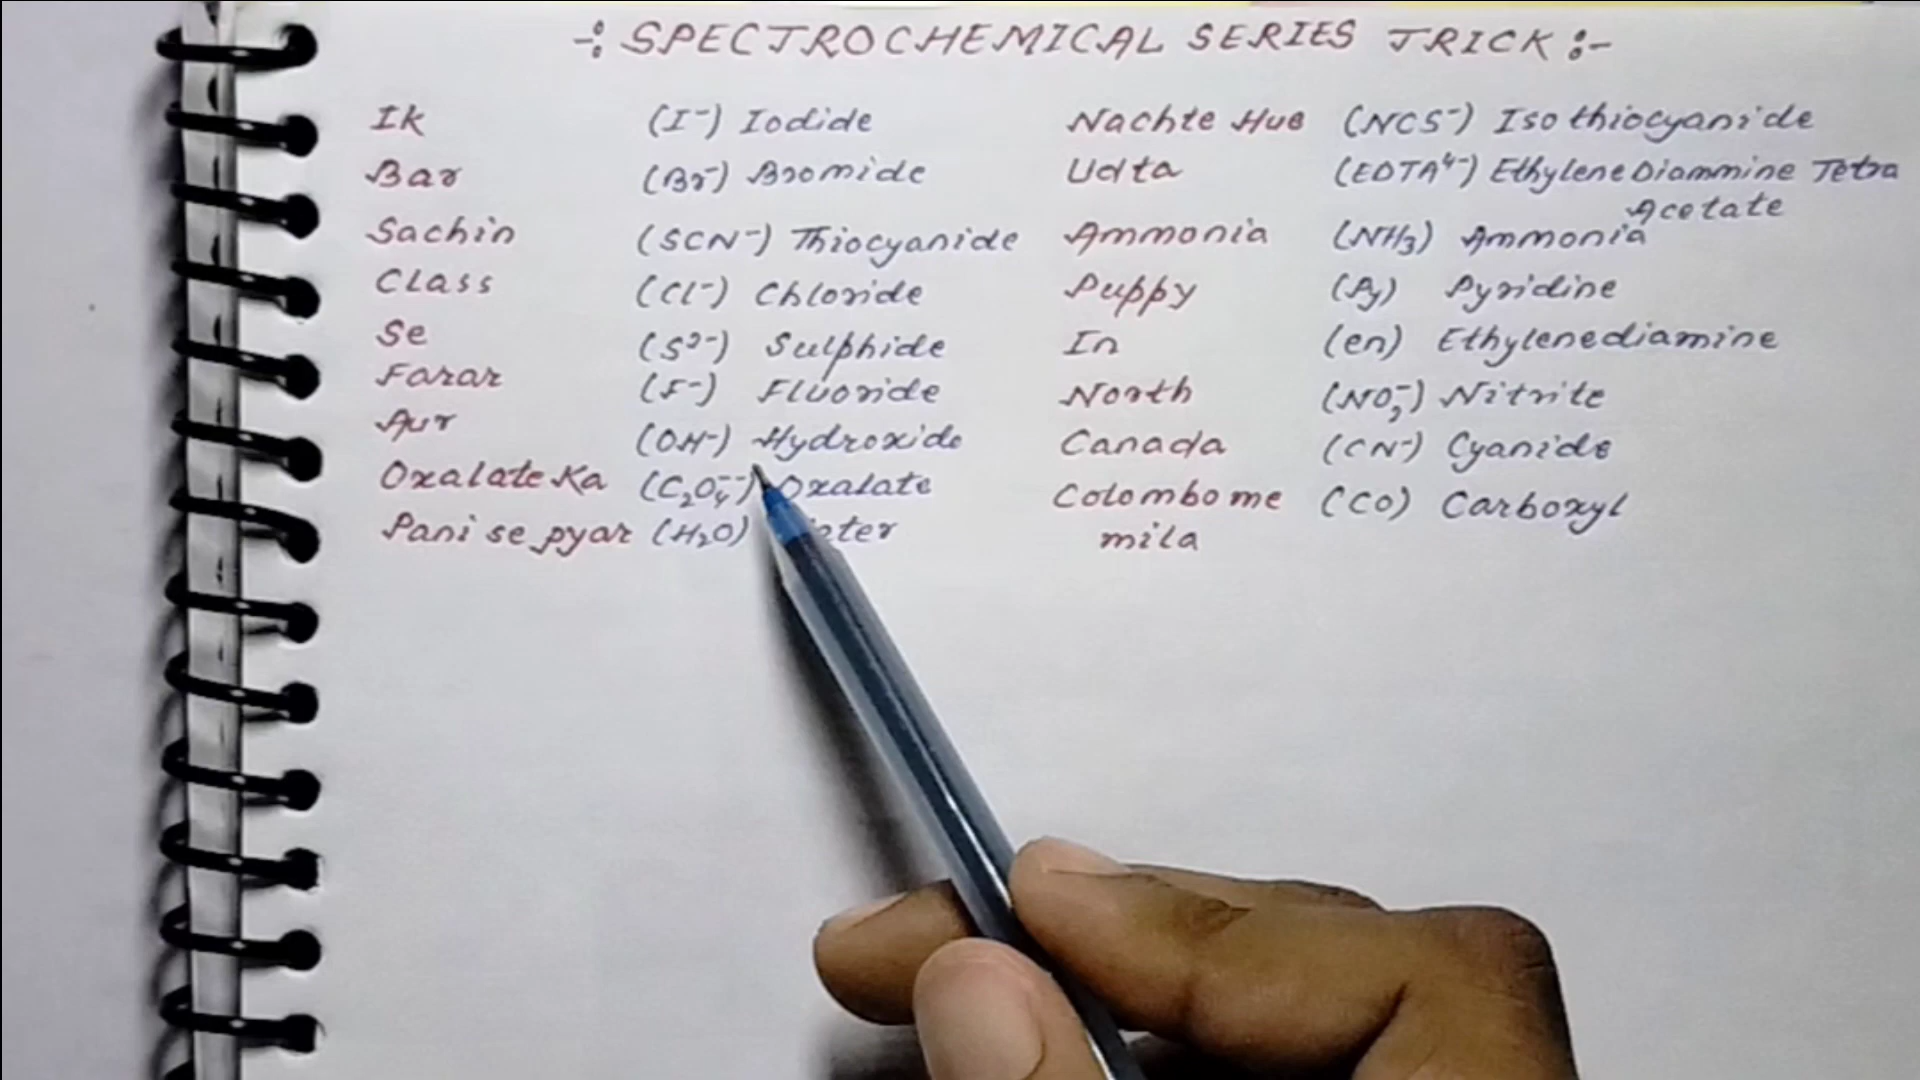 -: SPECTROCHEMICAL SERIES TRICK :-
Ik (I⁻) Iodide
Bar (Br⁻) Bromide
Sachin (SCN⁻) Thiocyanide
Class (Cl⁻) Chloride
Se (S²⁻) Sulphide
Farar (F⁻) Fluoride
Aur (OH⁻) Hydroxide
Oxalate Ka (C₂O₄⁻⁻) Oxalate
Pani se pyar (H₂O)
Nachte Hue (NCS⁻) Isothiocyanide
Udta (EDTA⁴⁻) Ethylene Diammine Tetra
Acetate
Ammonia (NH₃) Ammonia
Puppy (Py) Pyridine
In (en) Ethylenediamine
North (NO₂⁻) Nitrite
Canada (CN⁻) Cyanide
Colombo me (CO) Carboxyl
mila